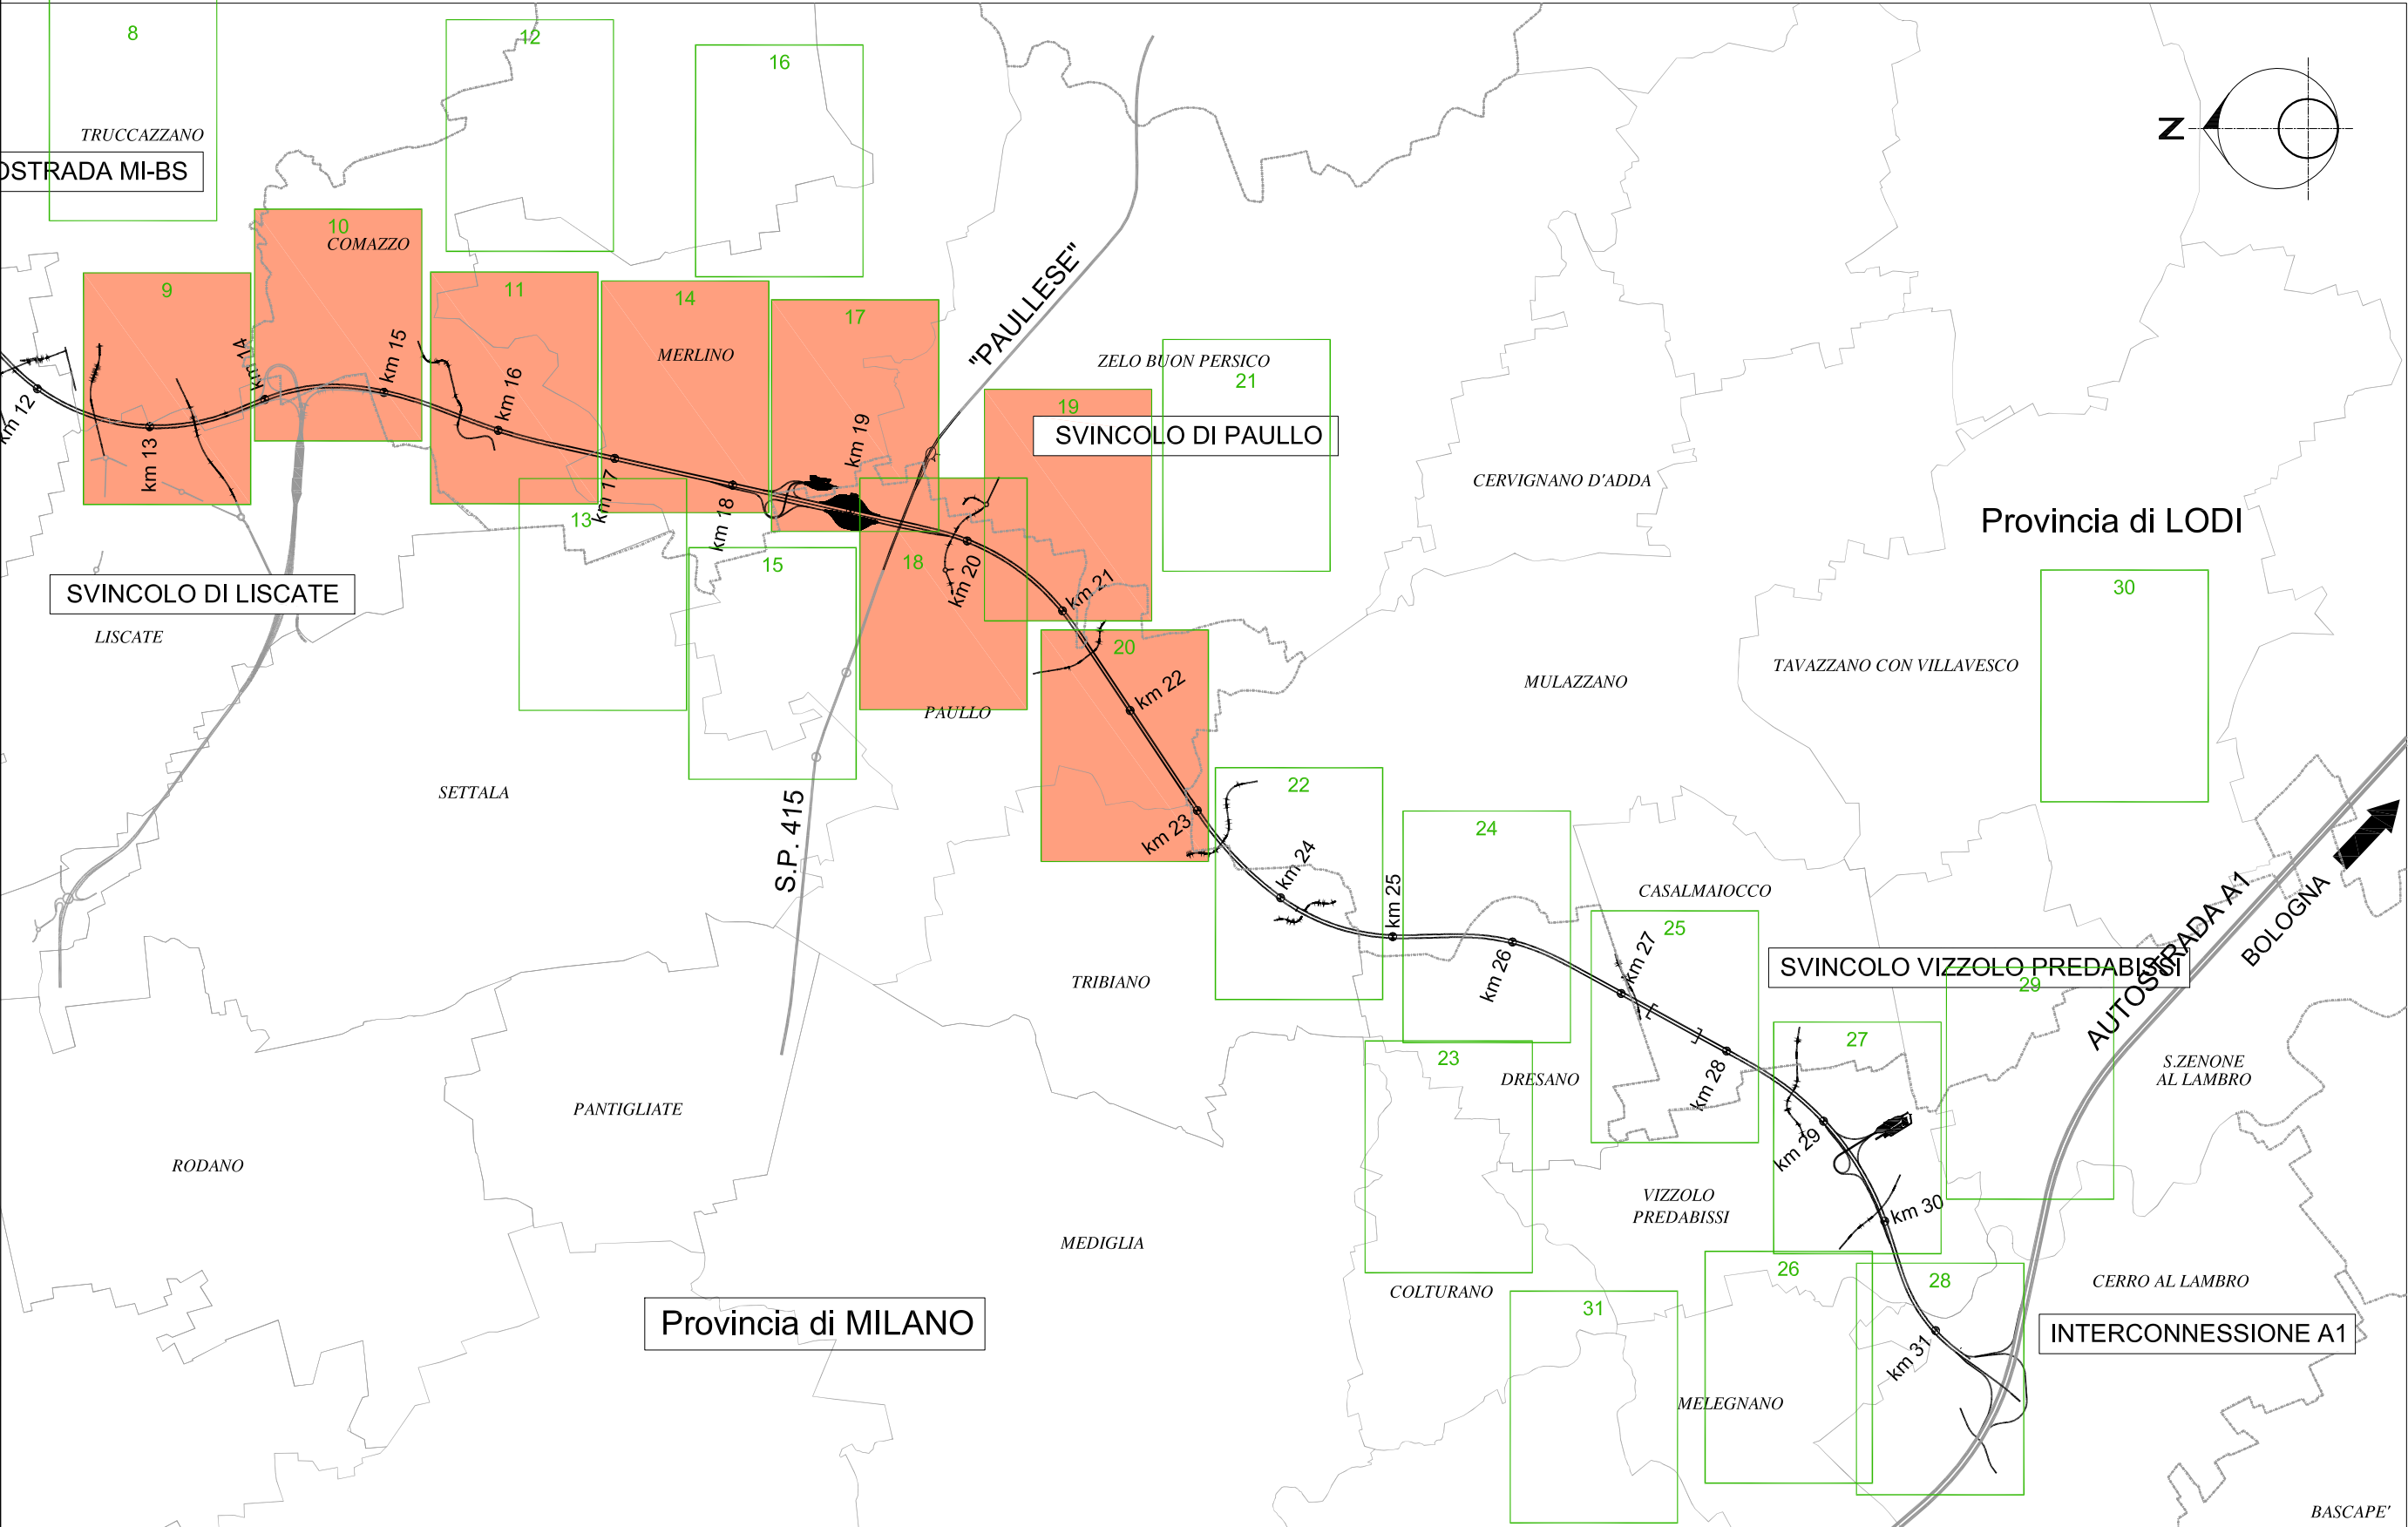 8
12
16
TRUCCAZZANO
OSTRADA MI-BS
N
10
COMAZZO
9
11
14
17
"PAULLESE"
MERLINO
ZELO BUON PERSICO
21
19
SVINCOLO DI PAULLO
km 12
km 13
km 14
km 15
km 16
km 17
km 18
km 19
km 20
km 21
km 22
km 23
km 24
km 25
km 26
km 27
km 28
km 29
km 30
km 31
CERVIGNANO D'ADDA
Provincia di LODI
13
15
18
SVINCOLO DI LISCATE
LISCATE
30
20
TAVAZZANO CON VILLAVESCO
MULAZZANO
PAULLO
SETTALA
S.P. 415
22
24
CASALMAIOCCO
25
AUTOSTRADA A1
BOLOGNA
SVINCOLO VIZZOLO PREDABISSI
29
TRIBIANO
27
23
DRESANO
S.ZENONE
AL LAMBRO
PANTIGLIATE
RODANO
VIZZOLO
PREDABISSI
MEDIGLIA
26
28
CERRO AL LAMBRO
COLTURANO
31
Provincia di MILANO
INTERCONNESSIONE A1
MELEGNANO
BASCAPE'